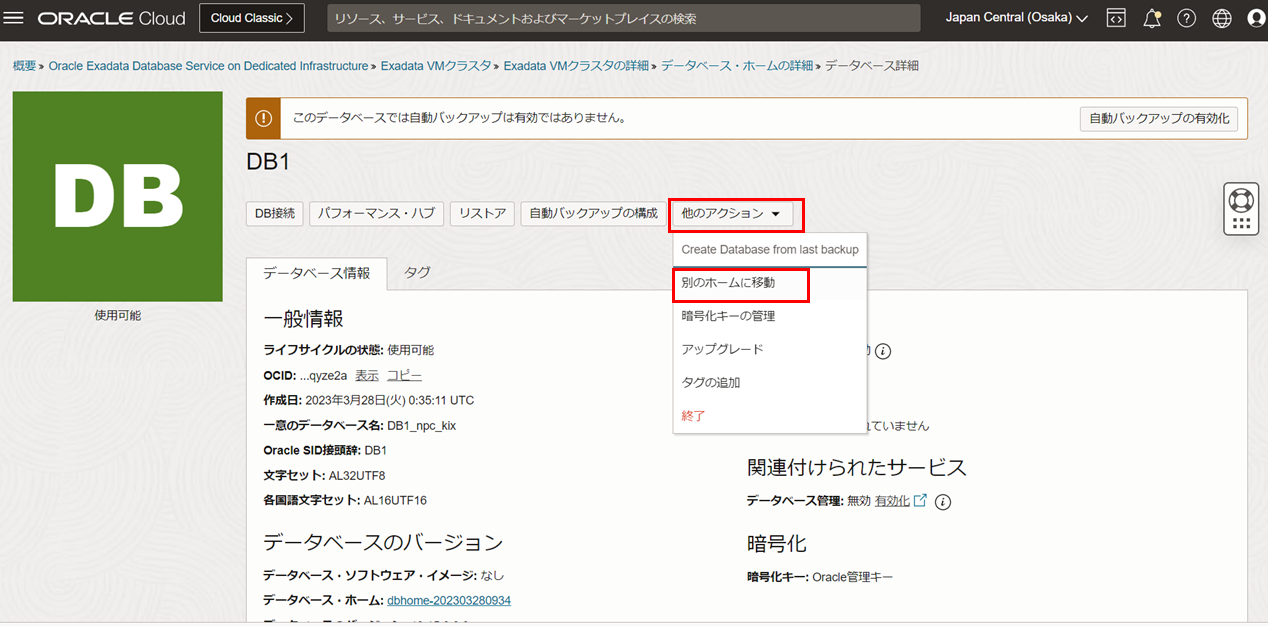 ORACLE Cloud
Cloud Classic
リソース、サービス、ドキュメントおよびマーケットプレイスの検索
Japan Central (Osaka)
概要 » Oracle Exadata Database Service on Dedicated Infrastructure » Exadata VMクラスタ » Exadata VMクラスタの詳細 » データベース・ホームの詳細 » データベース詳細
DB
使用可能
このデータベースでは自動バックアップは有効ではありません。
自動バックアップの有効化
DB1
DB接続
パフォーマンス・ハブ
リストア
自動バックアップの構成
他のアクション
Create Database from last backup
別のホームに移動
暗号化キーの管理
アップグレード
タグの追加
終了
データベース情報
タグ
一般情報
ライフサイクルの状態: 使用可能
OCID: ...qyze2a 表示 コピー
作成日: 2023年3月28日(火) 0:35:11 UTC
一意のデータベース名: DB1_npc_kix
Oracle SID接頭辞: DB1
文字セット: AL32UTF8
各国語文字セット: AL16UTF16
データベースのバージョン
データベース・ソフトウェア・イメージ: なし
データベース・ホーム: dbhome-202303280934
れていません
関連付けられたサービス
データベース管理: 無効 有効化
暗号化
暗号化キー: Oracle管理キー